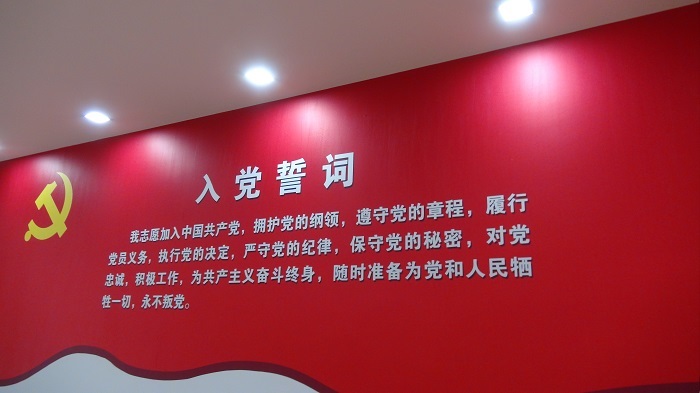 入党誓词
我志愿加入中国共产党，拥护党的纲领，遵守党的章程，履行
党员义务，执行党的决定，严守党的纪律，保守党的秘密，对党
忠诚，积极工作，为共产主义奋斗终身，随时准备为党和人民牺
牲一切，永不叛党。